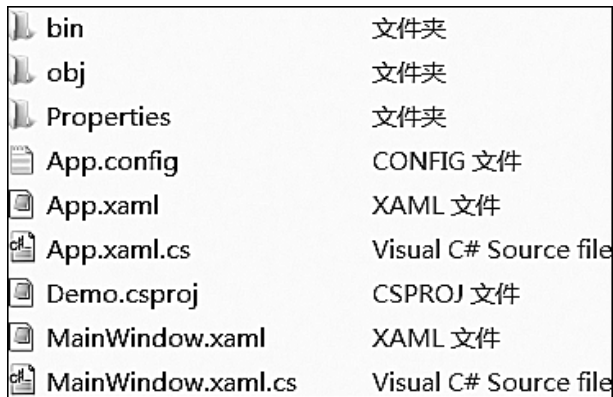 bin 文件夹
obj 文件夹
Properties 文件夹
App.config CONFIG 文件
App.xaml XAML 文件
App.xaml.cs Visual C# Source file
Demo.csproj CSPROJ 文件
MainWindow.xaml XAML 文件
MainWindow.xaml.cs Visual C# Source file